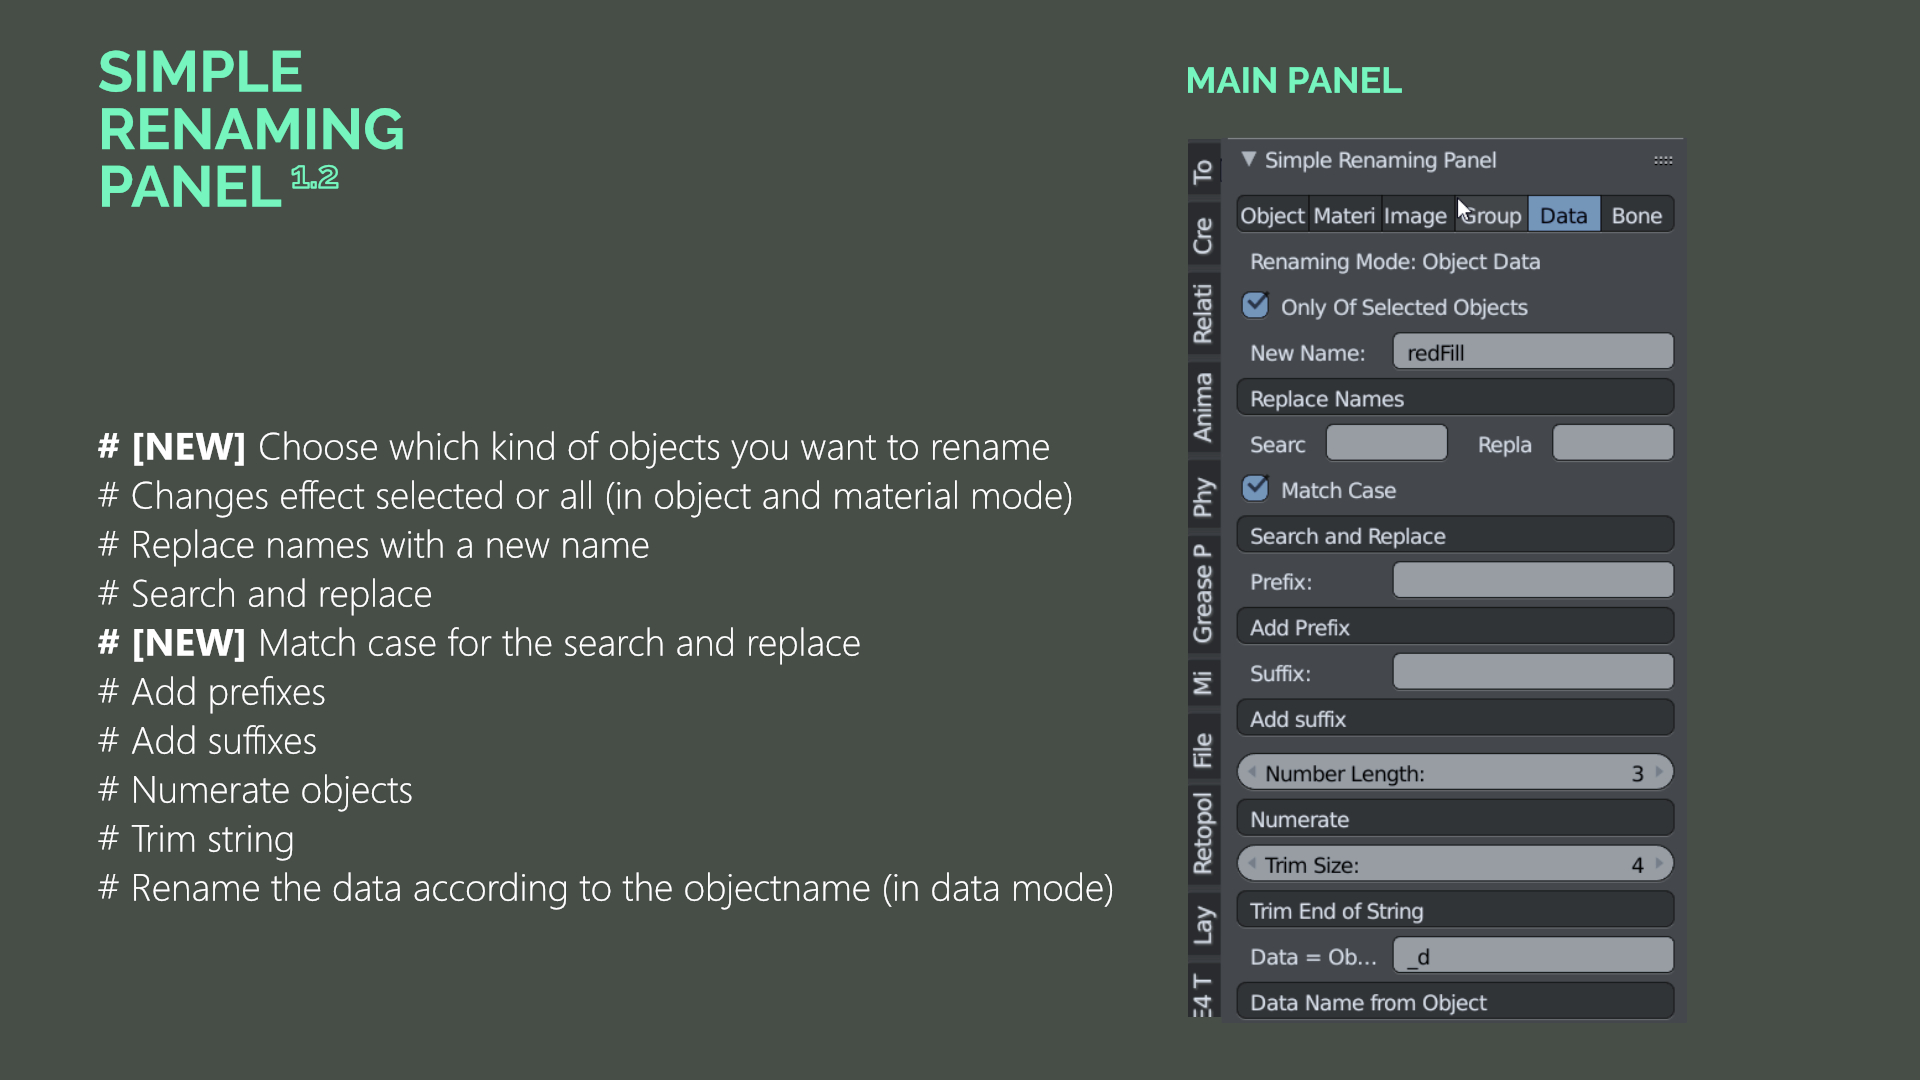 SIMPLE
RENAMING
PANEL 1.2
# [NEW] Choose which kind of objects you want to rename
# Changes effect selected or all (in object and material mode)
# Replace names with a new name
# Search and replace
# [NEW] Match case for the search and replace
# Add prefixes
# Add suffixes
# Numerate objects
# Trim string
# Rename the data according to the objectname (in data mode)
MAIN PANEL
To
Cre
Relati
Anima
Phy
Grease P
Mi
File
Retopol
Lay
E4 T
Simple Renaming Panel
Object Materi Image Group Data Bone
Renaming Mode: Object Data
Only Of Selected Objects
New Name: redFill
Replace Names
Searc Repla
Match Case
Search and Replace
Prefix:
Add Prefix
Suffix:
Add suffix
Number Length: 3
Numerate
Trim Size: 4
Trim End of String
Data = Ob... _d
Data Name from Object